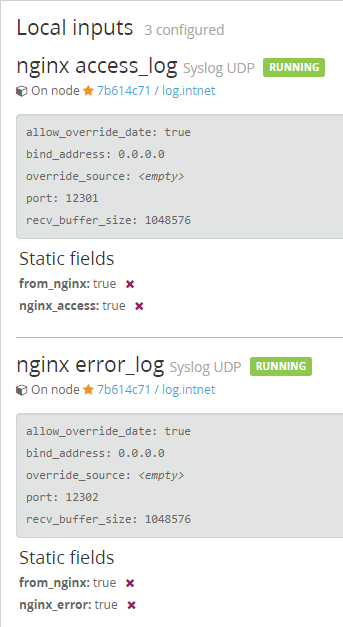 Local inputs 3 configured
nginx access_log Syslog UDP RUNNING
On node 7b614c71 / log.intnet
allow_override_date: true
bind_address: 0.0.0.0
override_source: <empty>
port: 12301
recv_buffer_size: 1048576
Static fields
from_nginx: true
nginx_access: true
nginx error_log Syslog UDP RUNNING
On node 7b614c71 / log.intnet
allow_override_date: true
bind_address: 0.0.0.0
override_source: <empty>
port: 12302
recv_buffer_size: 1048576
Static fields
from_nginx: true
nginx_error: true